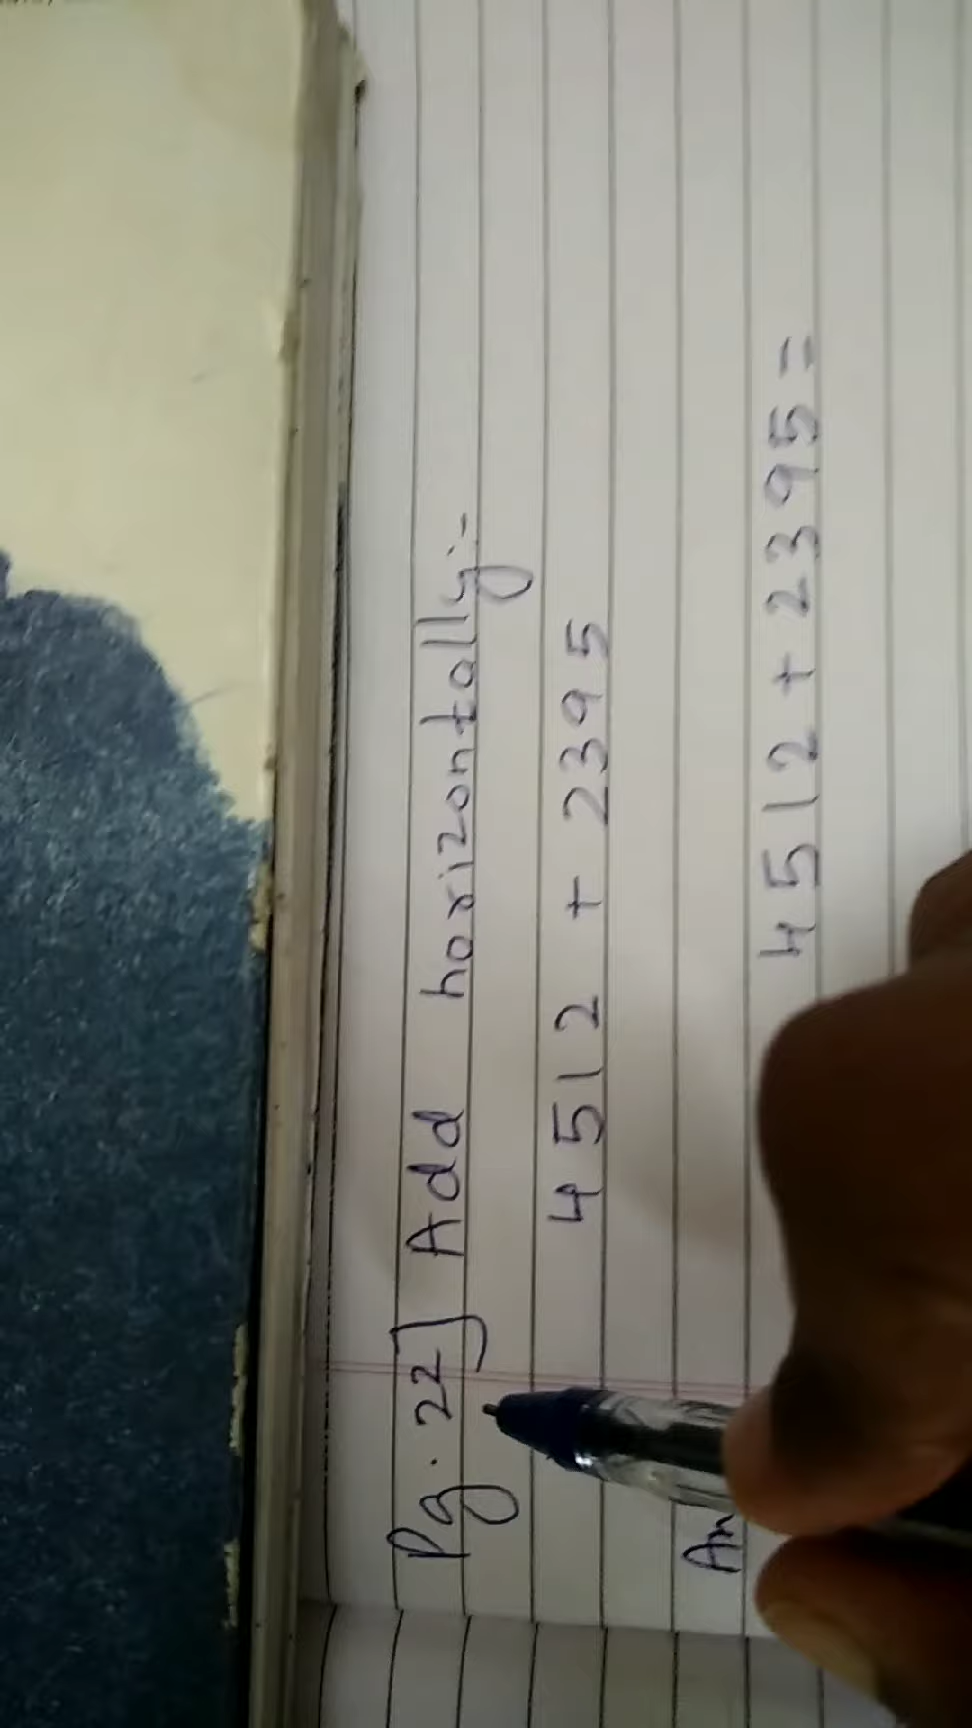 Pg. 22] Add horizontally:-
4512 + 2395
4512 + 2395 =